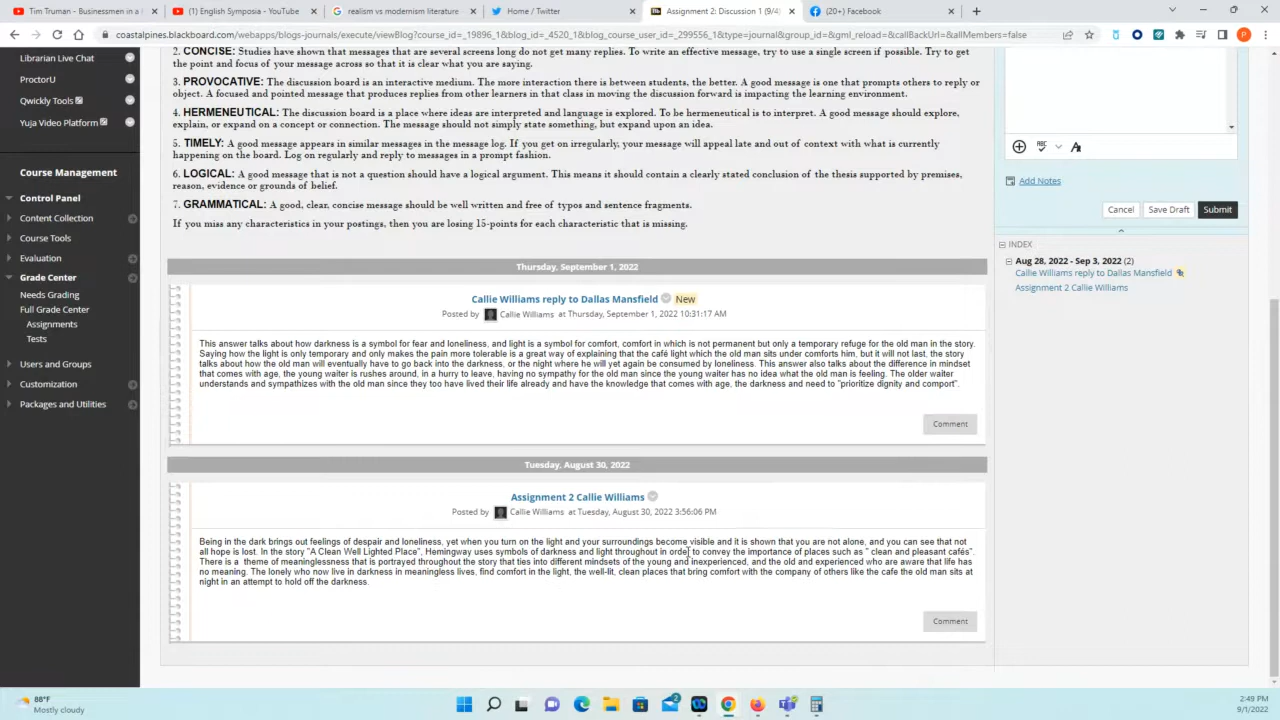 Tim Truman - Businessmen in a
(1) English Symposia - YouTube
realism vs modernism literature
Home / Twitter
Assignment 2: Discussion 1 (9/4)
(20+) Facebook
coastalpines.blackboard.com/webapps/blogs-journals/execute/viewBlog?course_id=_19896_1&blog_id=_4520_1&blog_course_user_id=_299556_1&type=journal&group_id=&gml_reload=&callBackUrl=&allMembers=false
P
Librarian Live Chat
ProctorU
Qwickly Tools
Yuja Video Platform
Course Management
Control Panel
Content Collection
Course Tools
Evaluation
Grade Center
Needs Grading
Full Grade Center
Assignments
Tests
Users and Groups
Customization
Packages and Utilities
2. CONCISE: Studies have shown that messages that are several screens long do not get many replies. To write an effective message, try to use a single screen if possible. Try to get
the point and focus of your message across so that it is clear what you are saying.
3. PROVOCATIVE: The discussion board is an interactive medium. The more interaction there is between students, the better. A good message is one that prompts others to reply or
object. A focused and pointed message that produces replies from other learners in that class in moving the discussion forward is impacting the learning environment.
4. HERMENEUTICAL: The discussion board is a place where ideas are interpreted and language is explored. To be hermeneutical is to interpret. A good message should explore,
explain, or expand on a concept or connection. The message should not simply state something, but expand upon an idea.
5. TIMELY: A good message appears in similar messages in the message log. If you get on irregularly, your message will appeal late and out of context with what is currently
happening on the board. Log on regularly and reply to messages in a prompt fashion.
6. LOGICAL: A good message that is not a question should have a logical argument. This means it should contain a clearly stated conclusion of the thesis supported by premises,
reason, evidence or grounds of belief.
7. GRAMMATICAL: A good, clear, concise message should be well written and free of typos and sentence fragments.
If you miss any characteristics in your postings, then you are losing 15-points for each characteristic that is missing.
Thursday, September 1, 2022
Callie Williams reply to Dallas Mansfield New
Posted by Callie Williams at Thursday, September 1, 2022 10:31:17 AM
This answer talks about how darkness is a symbol for fear and loneliness, and light is a symbol for comfort, comfort in which is not permanent but only a temporary refuge for the old man in the story.
Saying how the light is only temporary and only makes the pain more tolerable is a great way of explaining that the café light which the old man sits under comforts him, but it will not last, the story
talks about how the old man will eventually have to go back into the darkness, or the night where he will yet again be consumed by loneliness. This answer also talks about the difference in mindset
that comes with age, the young waiter is rushes around, in a hurry to leave, having no sympathy for the old man since the young waiter has no idea what the old man is feeling. The older waiter
understands and sympathizes with the old man since they too have lived their life already and have the knowledge that comes with age, the darkness and need to "prioritize dignity and comport".
Comment
Tuesday, August 30, 2022
Assignment 2 Callie Williams
Posted by Callie Williams at Tuesday, August 30, 2022 3:56:06 PM
Being in the dark brings out feelings of despair and loneliness, yet when you turn on the light and your surroundings become visible and it is shown that you are not alone, and you can see that not
all hope is lost. In the story "A Clean Well Lighted Place", Hemingway uses symbols of darkness and light throughout in order to convey the importance of places such as " clean and pleasant cafés".
There is a theme of meaninglessness that is portrayed throughout the story that ties into different mindsets of the young and inexperienced, and the old and experienced who are aware that life has
no meaning. The lonely who now live in darkness in meaningless lives, find comfort in the light, the well-lit, clean places that bring comfort with the company of others like the cafe the old man sits at
night in an attempt to hold off the darkness.
Comment
Add Notes
Cancel
Save Draft
Submit
INDEX
Aug 28, 2022 - Sep 3, 2022 (2)
Callie Williams reply to Dallas Mansfield
Assignment 2 Callie Williams
88°F
Mostly cloudy
2
2:49 PM
9/1/2022